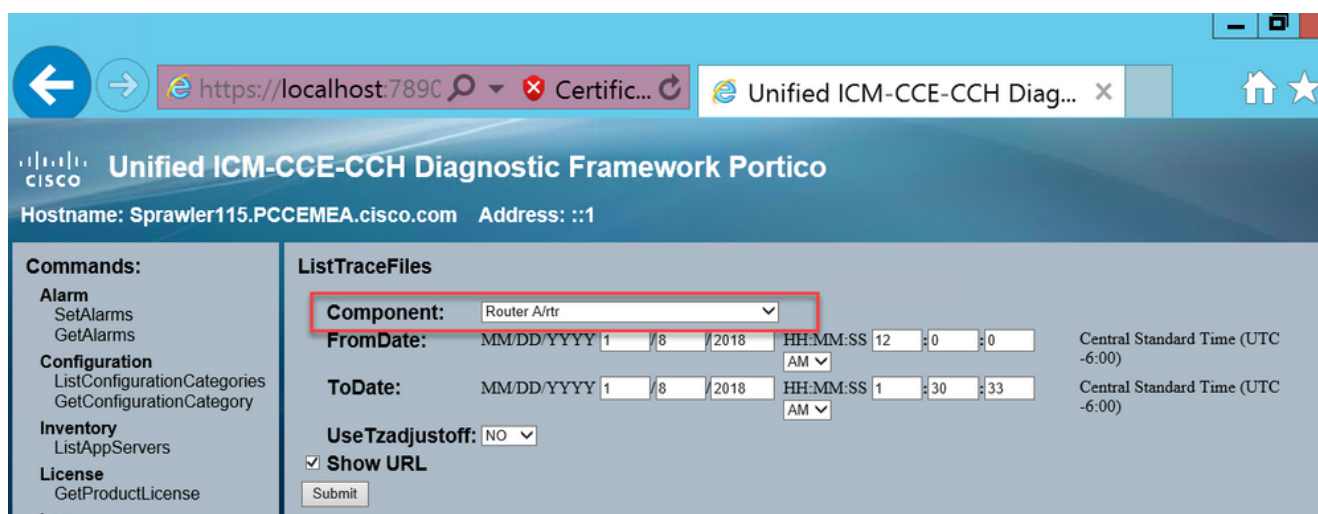 https://localhost:7890 Certific... Unified ICM-CCE-CCH Diag...
cisco Unified ICM-CCE-CCH Diagnostic Framework Portico
Hostname: Sprawler115.PCCEMEA.cisco.com Address: ::1
Commands:
Alarm
SetAlarms
GetAlarms
Configuration
ListConfigurationCategories
GetConfigurationCategory
Inventory
ListAppServers
License
GetProductLicense
ListTraceFiles
Component: Router A/rtr
FromDate: MM/DD/YYYY 1 /8 /2018 HH:MM:SS 12 :0 :0 Central Standard Time (UTC
AM -6:00)
ToDate: MM/DD/YYYY 1 /8 /2018 HH:MM:SS 1 :30 :33 Central Standard Time (UTC
AM -6:00)
UseTzadjustoff: NO
Show URL
Submit